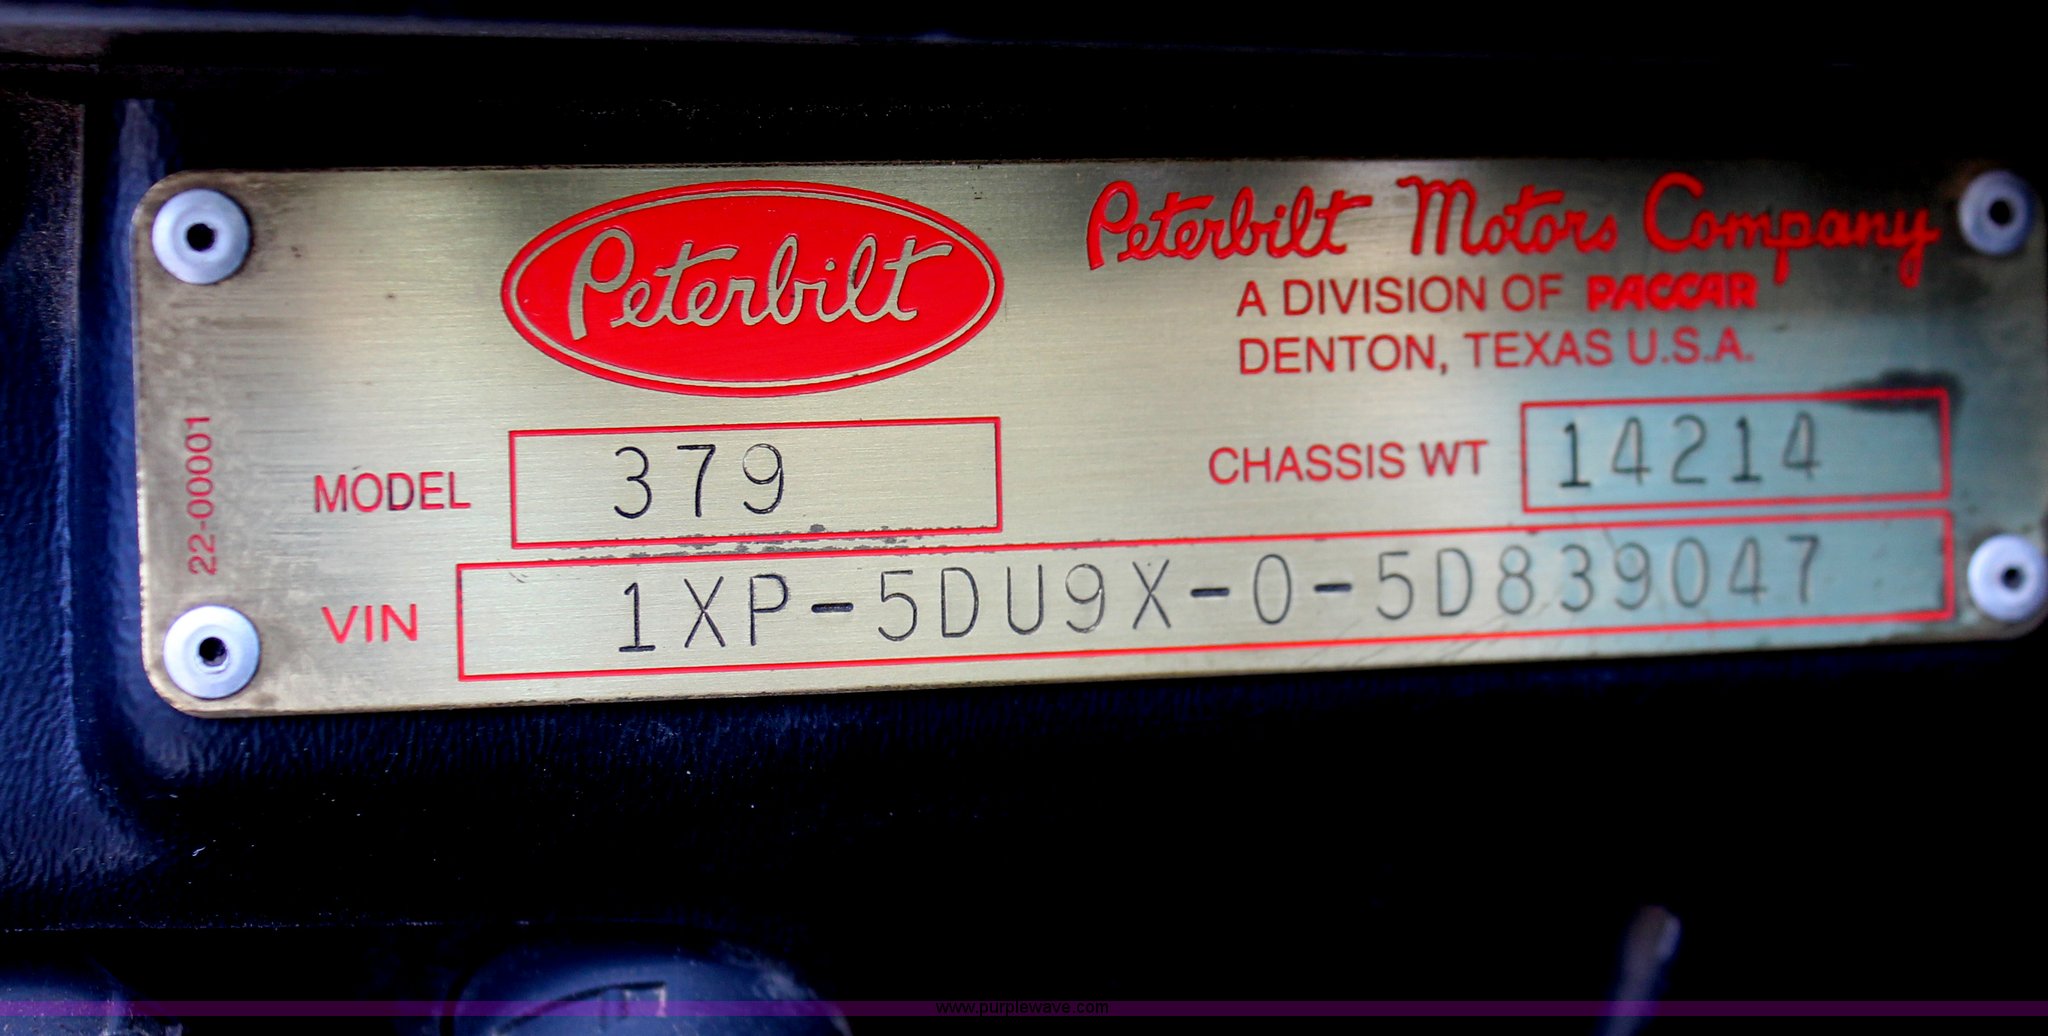 Peterbilt
Peterbilt Motors Company
A DIVISION OF PACCAR
DENTON, TEXAS U.S.A.
MODEL 379
CHASSIS WT 14214
VIN 1XP-5DU9X-0-5D839047
22-00001
www.purplewave.com